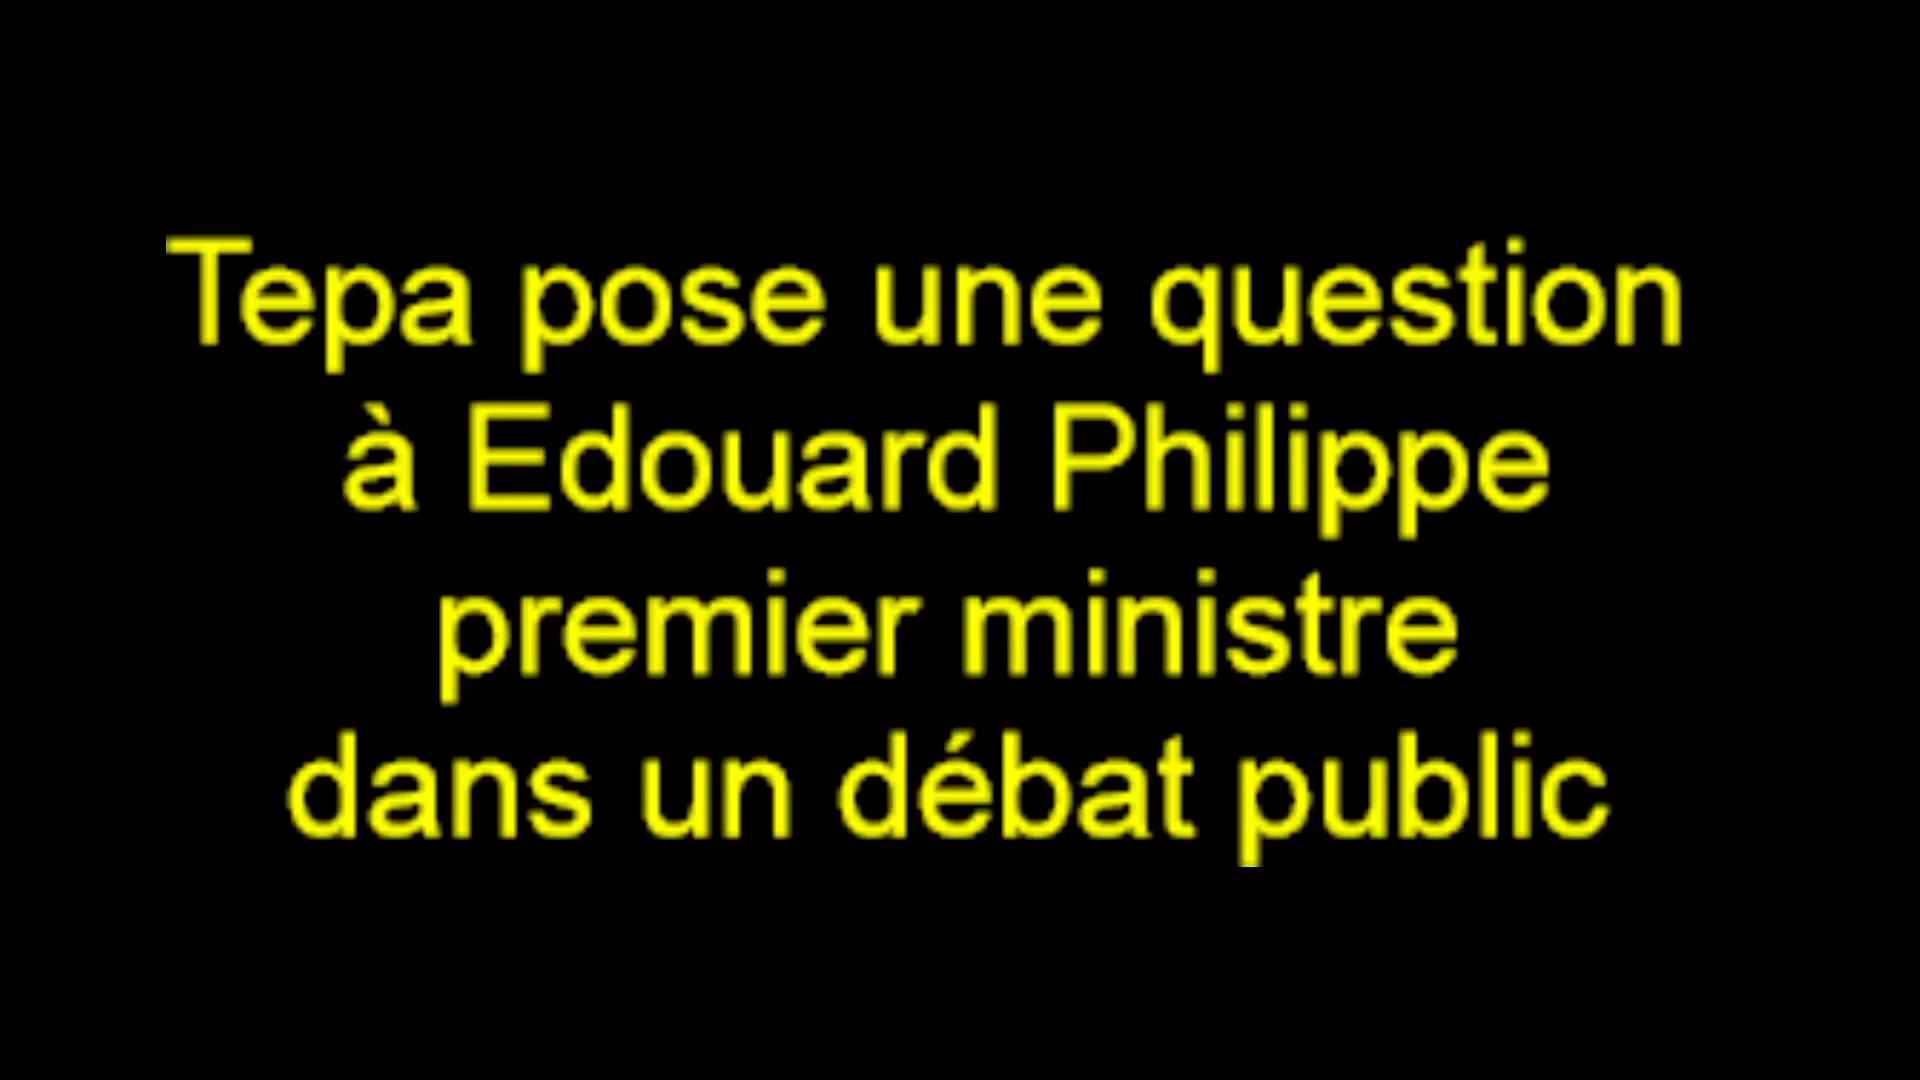 Tepa pose une question
à Edouard Philippe
premier ministre
dans un débat public